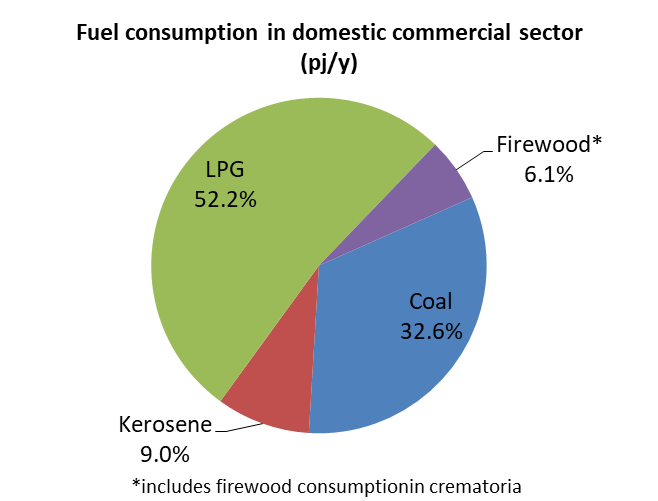 Fuel consumption in domestic commercial sector
(pj/y)
LPG
52.2%
Firewood*
6.1%
Coal
32.6%
Kerosene
9.0%
*includes firewood consumptionin crematoria